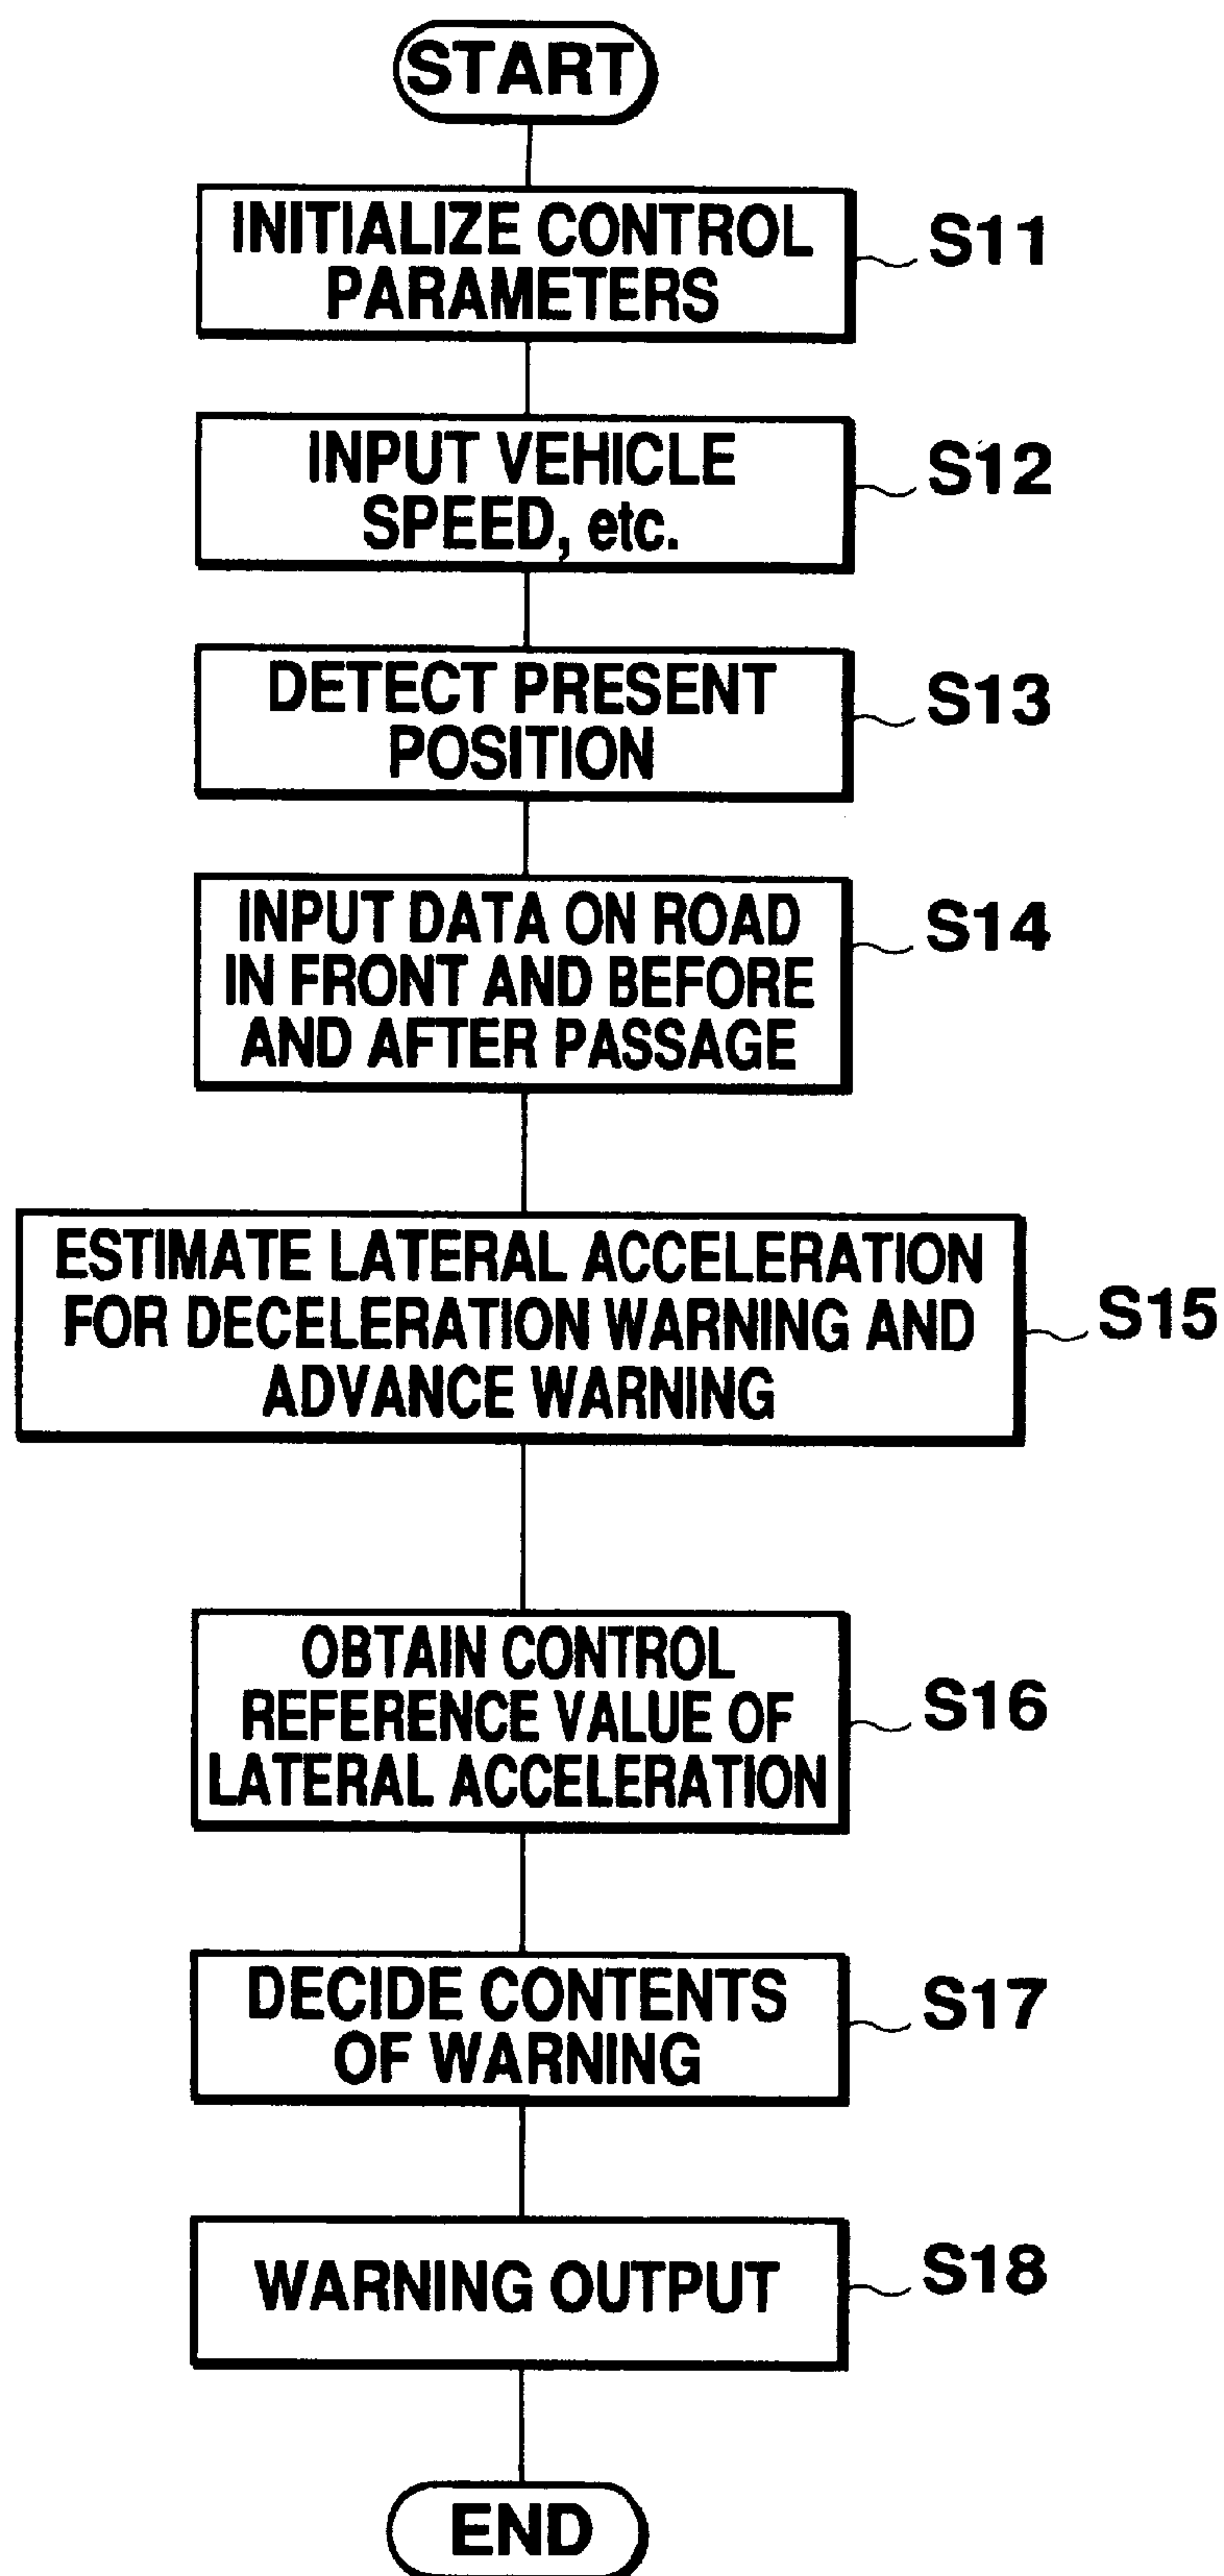 START
INITIALIZE CONTROL
PARAMETERS
S11
INPUT VEHICLE
SPEED, etc.
S12
DETECT PRESENT
POSITION
S13
INPUT DATA ON ROAD
IN FRONT AND BEFORE
AND AFTER PASSAGE
S14
ESTIMATE LATERAL ACCELERATION
FOR DECELERATION WARNING AND
ADVANCE WARNING
S15
OBTAIN CONTROL
REFERENCE VALUE OF
LATERAL ACCELERATION
S16
DECIDE CONTENTS
OF WARNING
S17
WARNING OUTPUT
S18
END